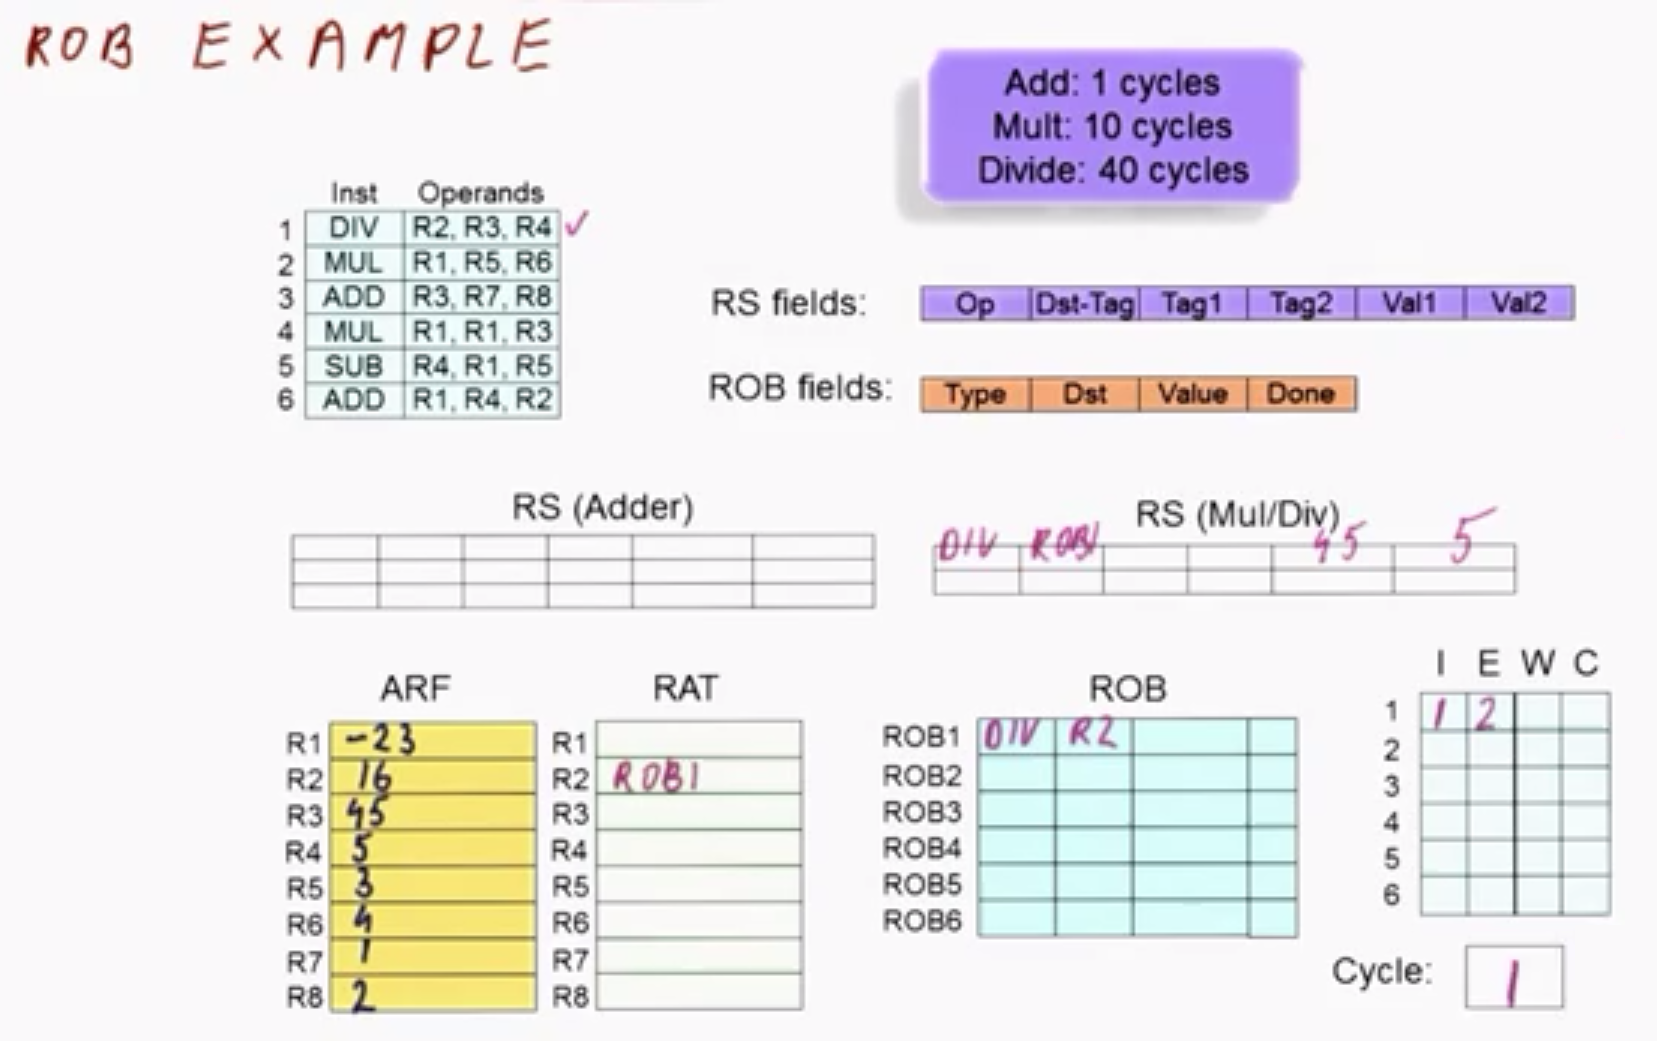 ROB EXAMPLE
Add: 1 cycles
Mult: 10 cycles
Divide: 40 cycles
Inst Operands
1 DIV R2, R3, R4 ✓
2 MUL R1, R5, R6
3 ADD R3, R7, R8
4 MUL R1, R1, R3
5 SUB R4, R1, R5
6 ADD R1, R4, R2
RS fields: Op Dst-Tag Tag1 Tag2 Val1 Val2
ROB fields: Type Dst Value Done
RS (Adder)
RS (Mul/Div)
DIV ROB1 45 5
ARF
R1 -23
R2 16
R3 45
R4 5
R5 3
R6 4
R7 1
R8 2
RAT
R1
R2 ROB1
R3
R4
R5
R6
R7
R8
ROB
ROB1 DIV R2
ROB2
ROB3
ROB4
ROB5
ROB6
I E W C
1 1 2
2
3
4
5
6
Cycle: 1